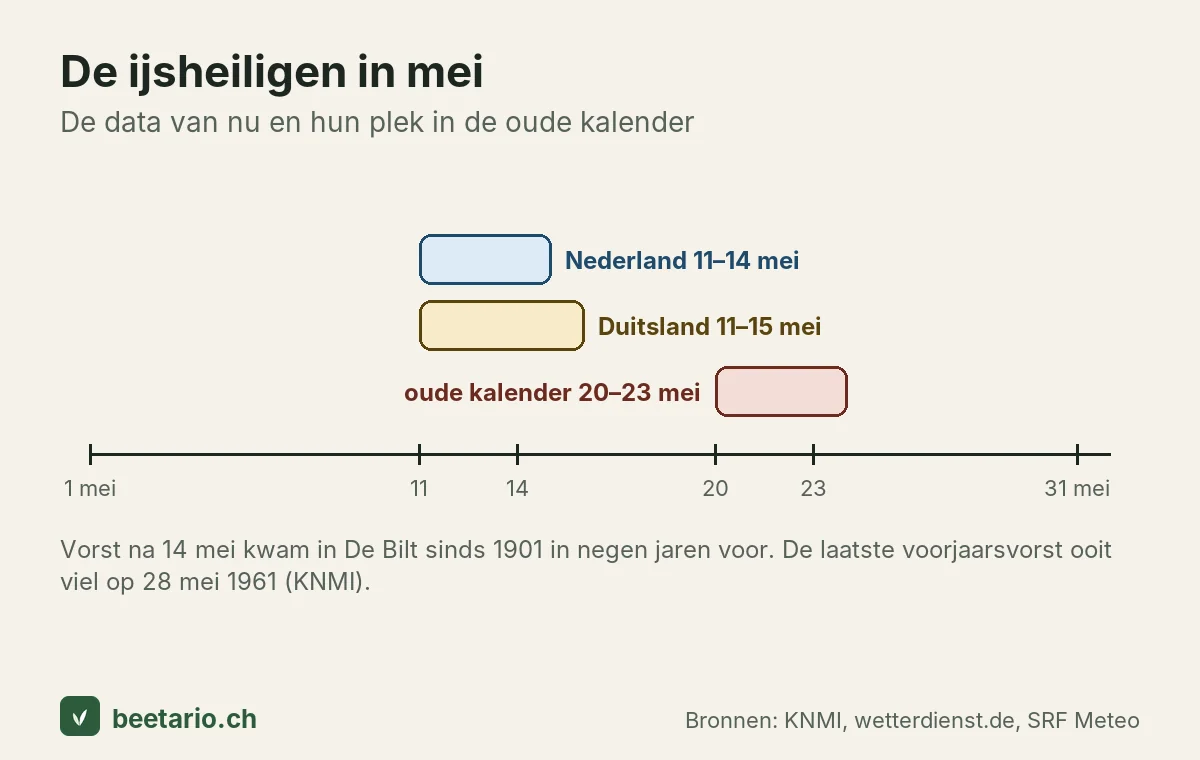 De ijsheiligen in mei
De data van nu en hun plek in de oude kalender
Nederland 11–14 mei
Duitsland 11–15 mei
oude kalender 20–23 mei
1 mei 11 14 20 23 31 mei
Vorst na 14 mei kwam in De Bilt sinds 1901 in negen jaren voor. De laatste voorjaarsvorst ooit
viel op 28 mei 1961 (KNMI).
beetario.ch
Bronnen: KNMI, wetterdienst.de, SRF Meteo